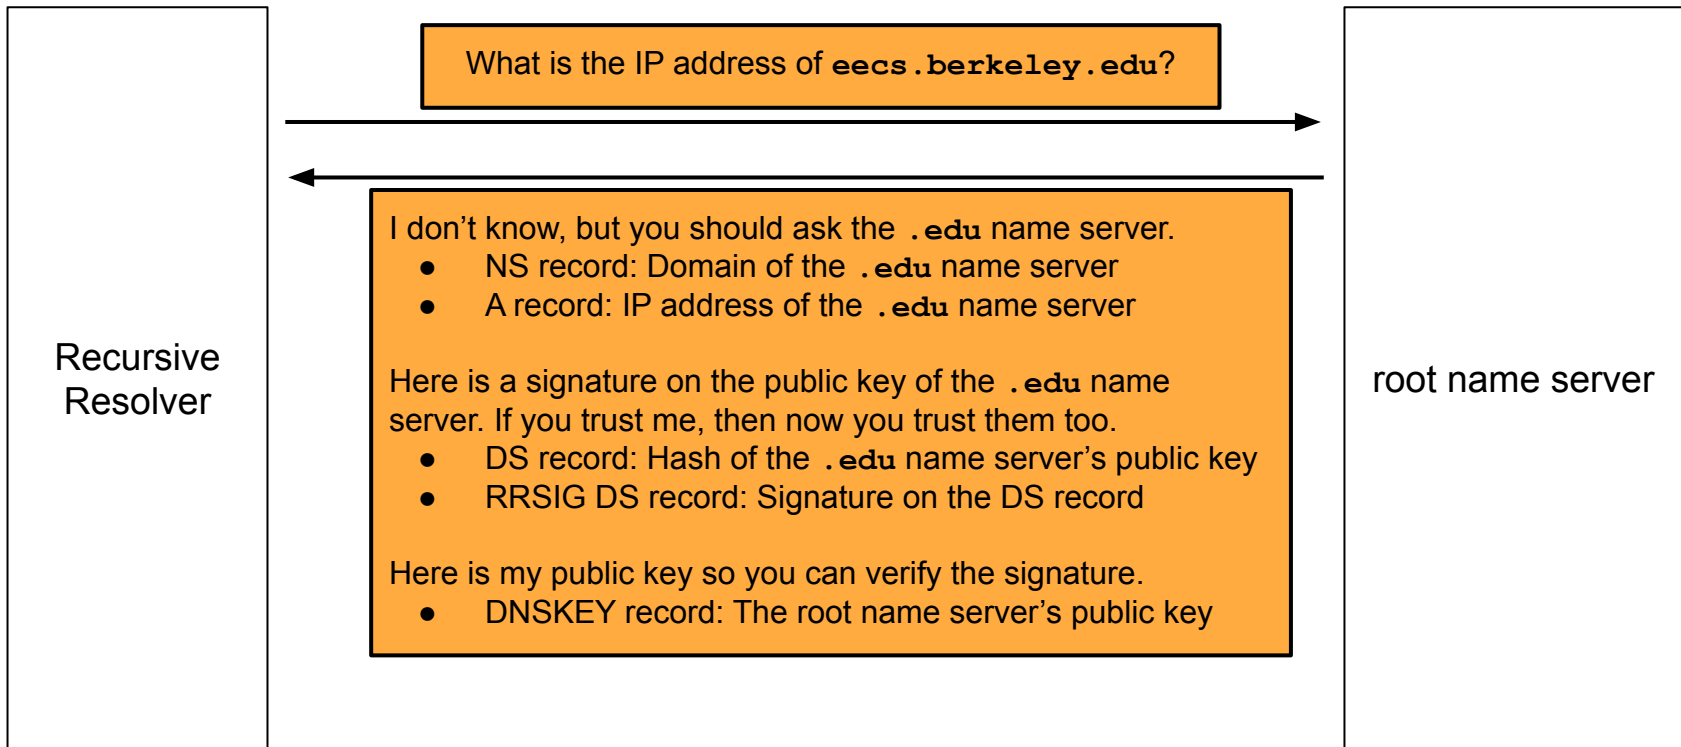 What is the IP address of eecs.berkeley.edu?
I don’t know, but you should ask the .edu name server.
● NS record: Domain of the .edu name server
● A record: IP address of the .edu name server
Here is a signature on the public key of the .edu name
server. If you trust me, then now you trust them too.
● DS record: Hash of the .edu name server’s public key
● RRSIG DS record: Signature on the DS record
Here is my public key so you can verify the signature.
● DNSKEY record: The root name server’s public key
Recursive
Resolver
root name server